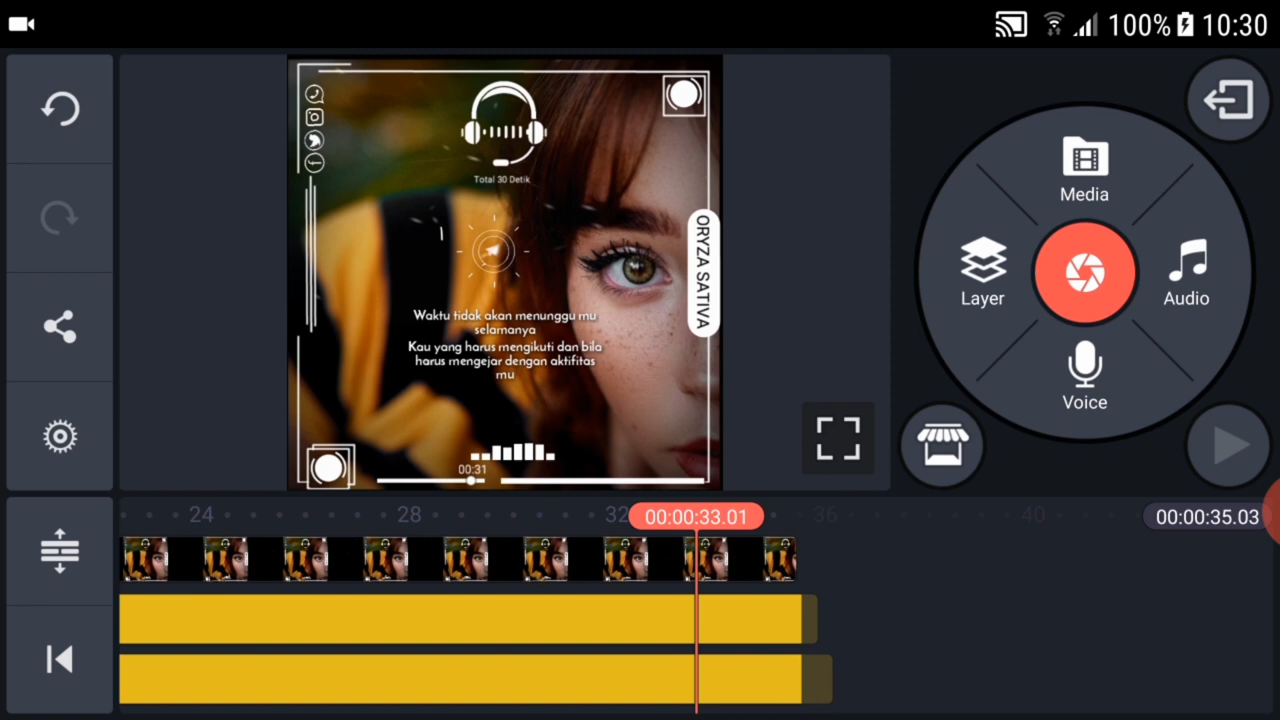 100% 10:30
Total 30 Detik
ORYZA SATIVA
Waktu tidak akan menunggu mu
selamanya
Kau yang harus mengikuti dan bila
harus mengejar dengan aktifitas
mu
00:31
Media
Layer
Audio
Voice
24 28 32 00:00:33.01 36 40 00:00:35.03